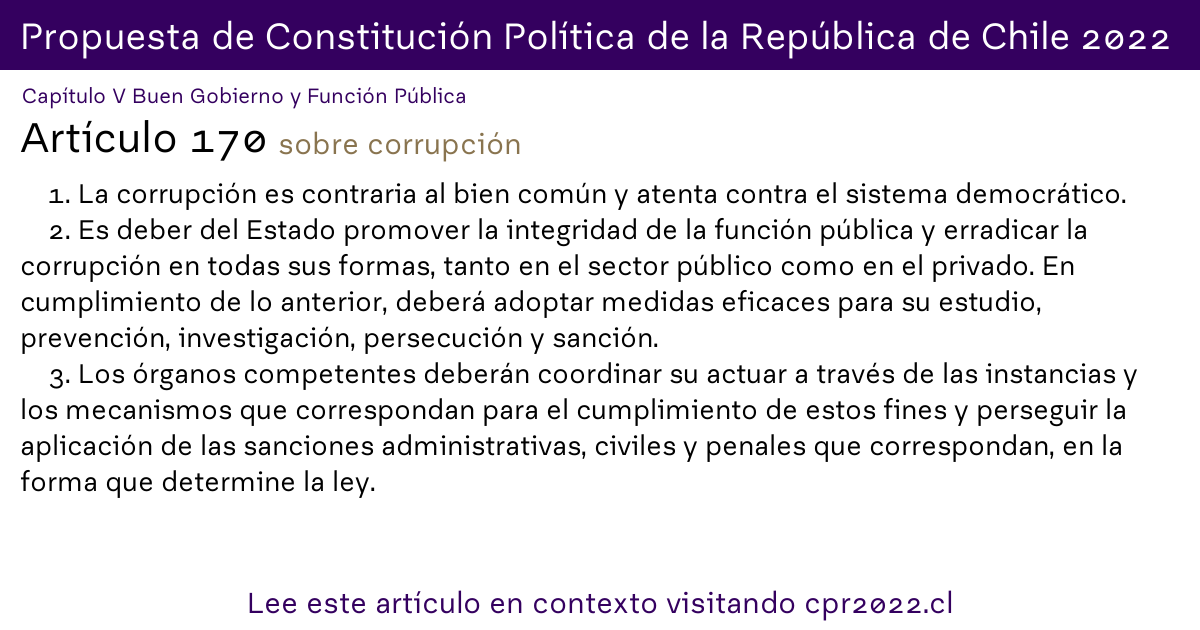 Propuesta de Constitución Política de la República de Chile 2022
Capítulo V Buen Gobierno y Función Pública
Artículo 170 sobre corrupción
1. La corrupción es contraria al bien común y atenta contra el sistema democrático.
2. Es deber del Estado promover la integridad de la función pública y erradicar la
corrupción en todas sus formas, tanto en el sector público como en el privado. En
cumplimiento de lo anterior, deberá adoptar medidas eficaces para su estudio,
prevención, investigación, persecución y sanción.
3. Los órganos competentes deberán coordinar su actuar a través de las instancias y
los mecanismos que correspondan para el cumplimiento de estos fines y perseguir la
aplicación de las sanciones administrativas, civiles y penales que correspondan, en la
forma que determine la ley.
Lee este artículo en contexto visitando cpr2022.cl